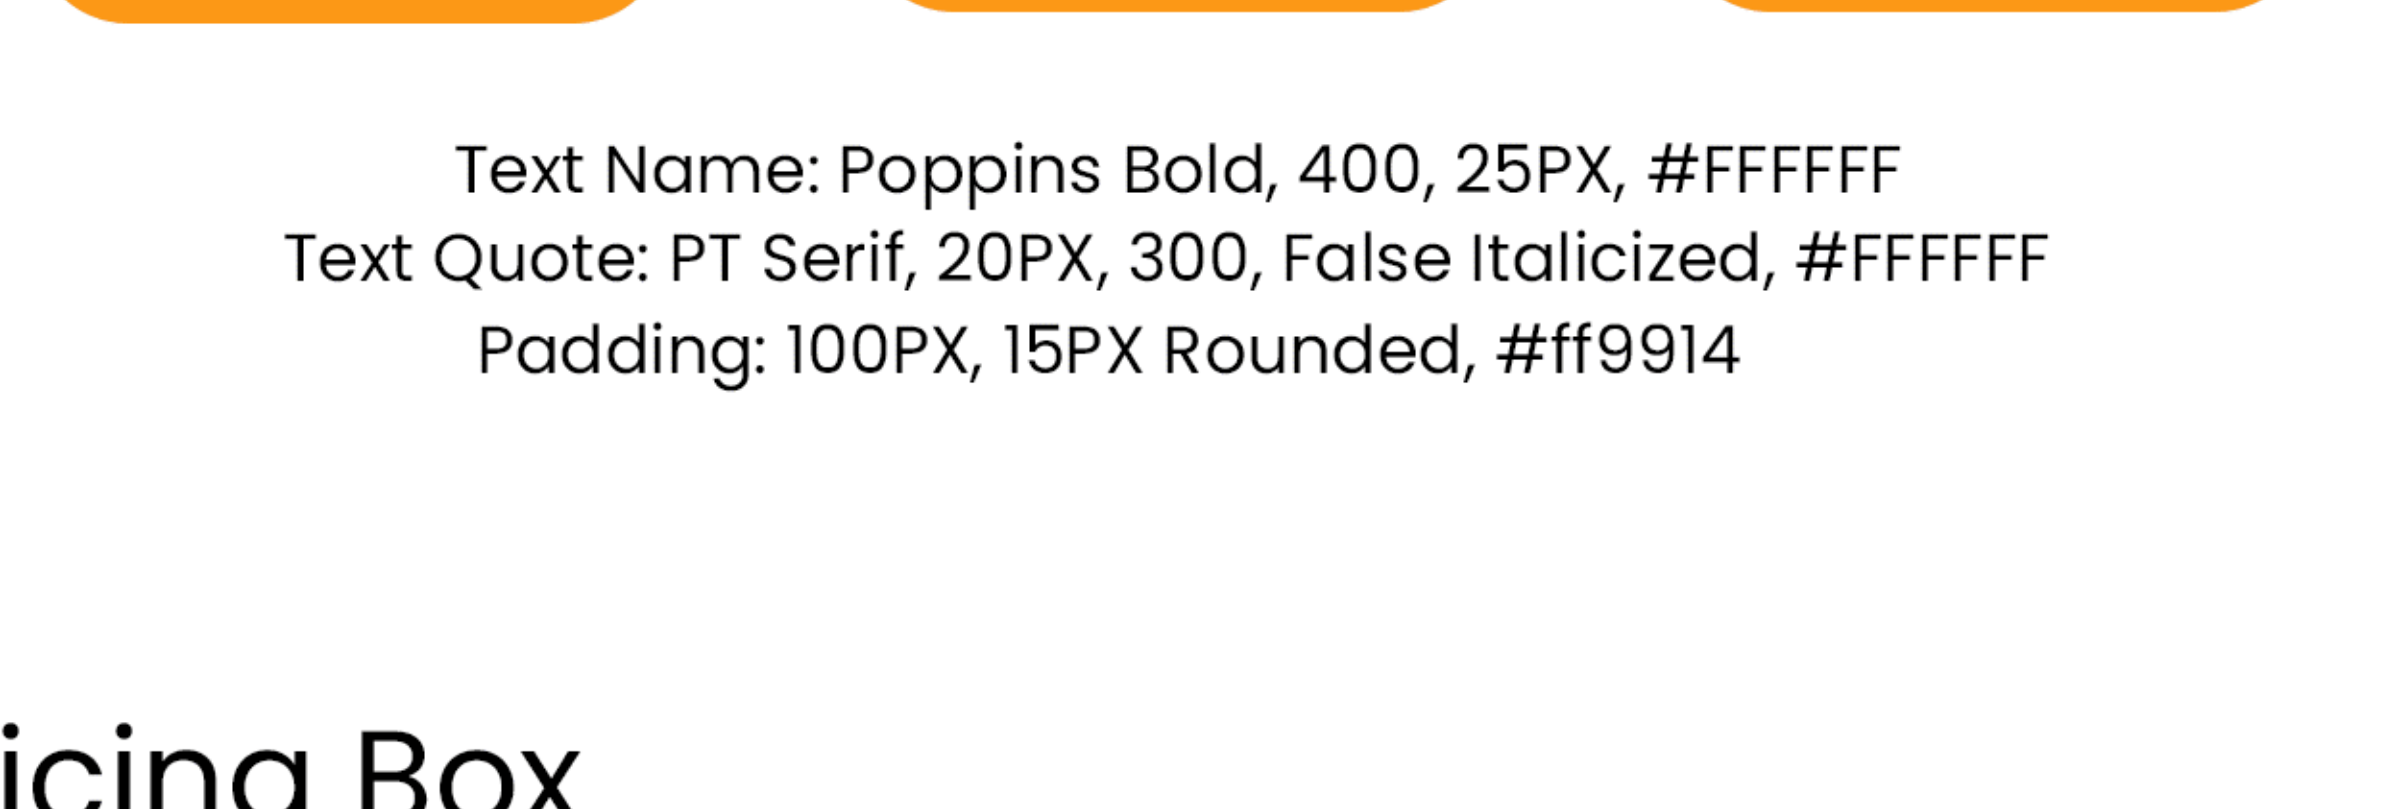 Text Name: Poppins Bold, 400, 25PX, #FFFFFF
Text Quote: PT Serif, 20PX, 300, False Italicized, #FFFFFF
Padding: 100PX, 15PX Rounded, #ff9914
icing Box